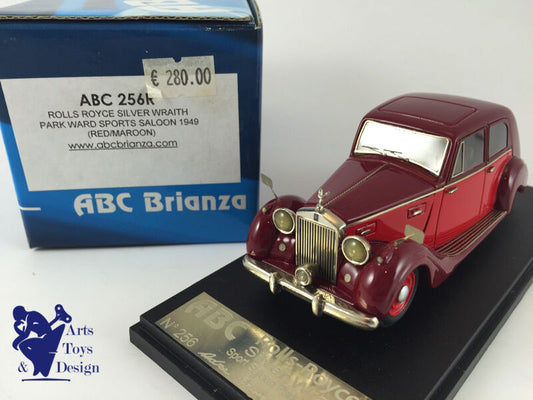 € 280.00
ABC 256R
ROLLS ROYCE SILVER WRAITH
PARK WARD SPORTS SALOON 1949
(RED/MAROON)
www.abcbrianza.com
ABC Brianza
Arts
Toys
& Design
ABC Rolls-Royce
N° 256